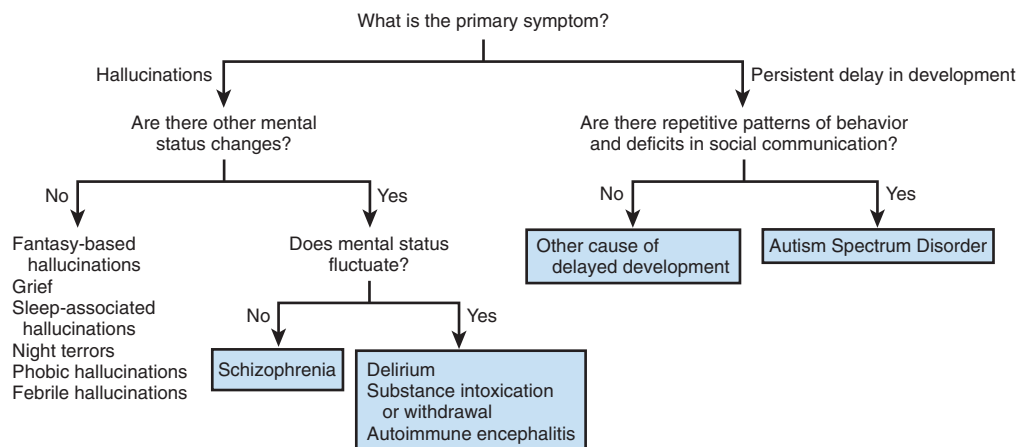 What is the primary symptom?
Hallucinations
Persistent delay in development
Are there other mental
status changes?
Are there repetitive patterns of behavior
and deficits in social communication?
No
Yes
No
Yes
Fantasy-based
hallucinations
Grief
Sleep-associated
hallucinations
Night terrors
Phobic hallucinations
Febrile hallucinations
Does mental status
fluctuate?
Other cause of
delayed development
Autism Spectrum Disorder
No
Yes
Schizophrenia
Delirium
Substance intoxication
or withdrawal
Autoimmune encephalitis